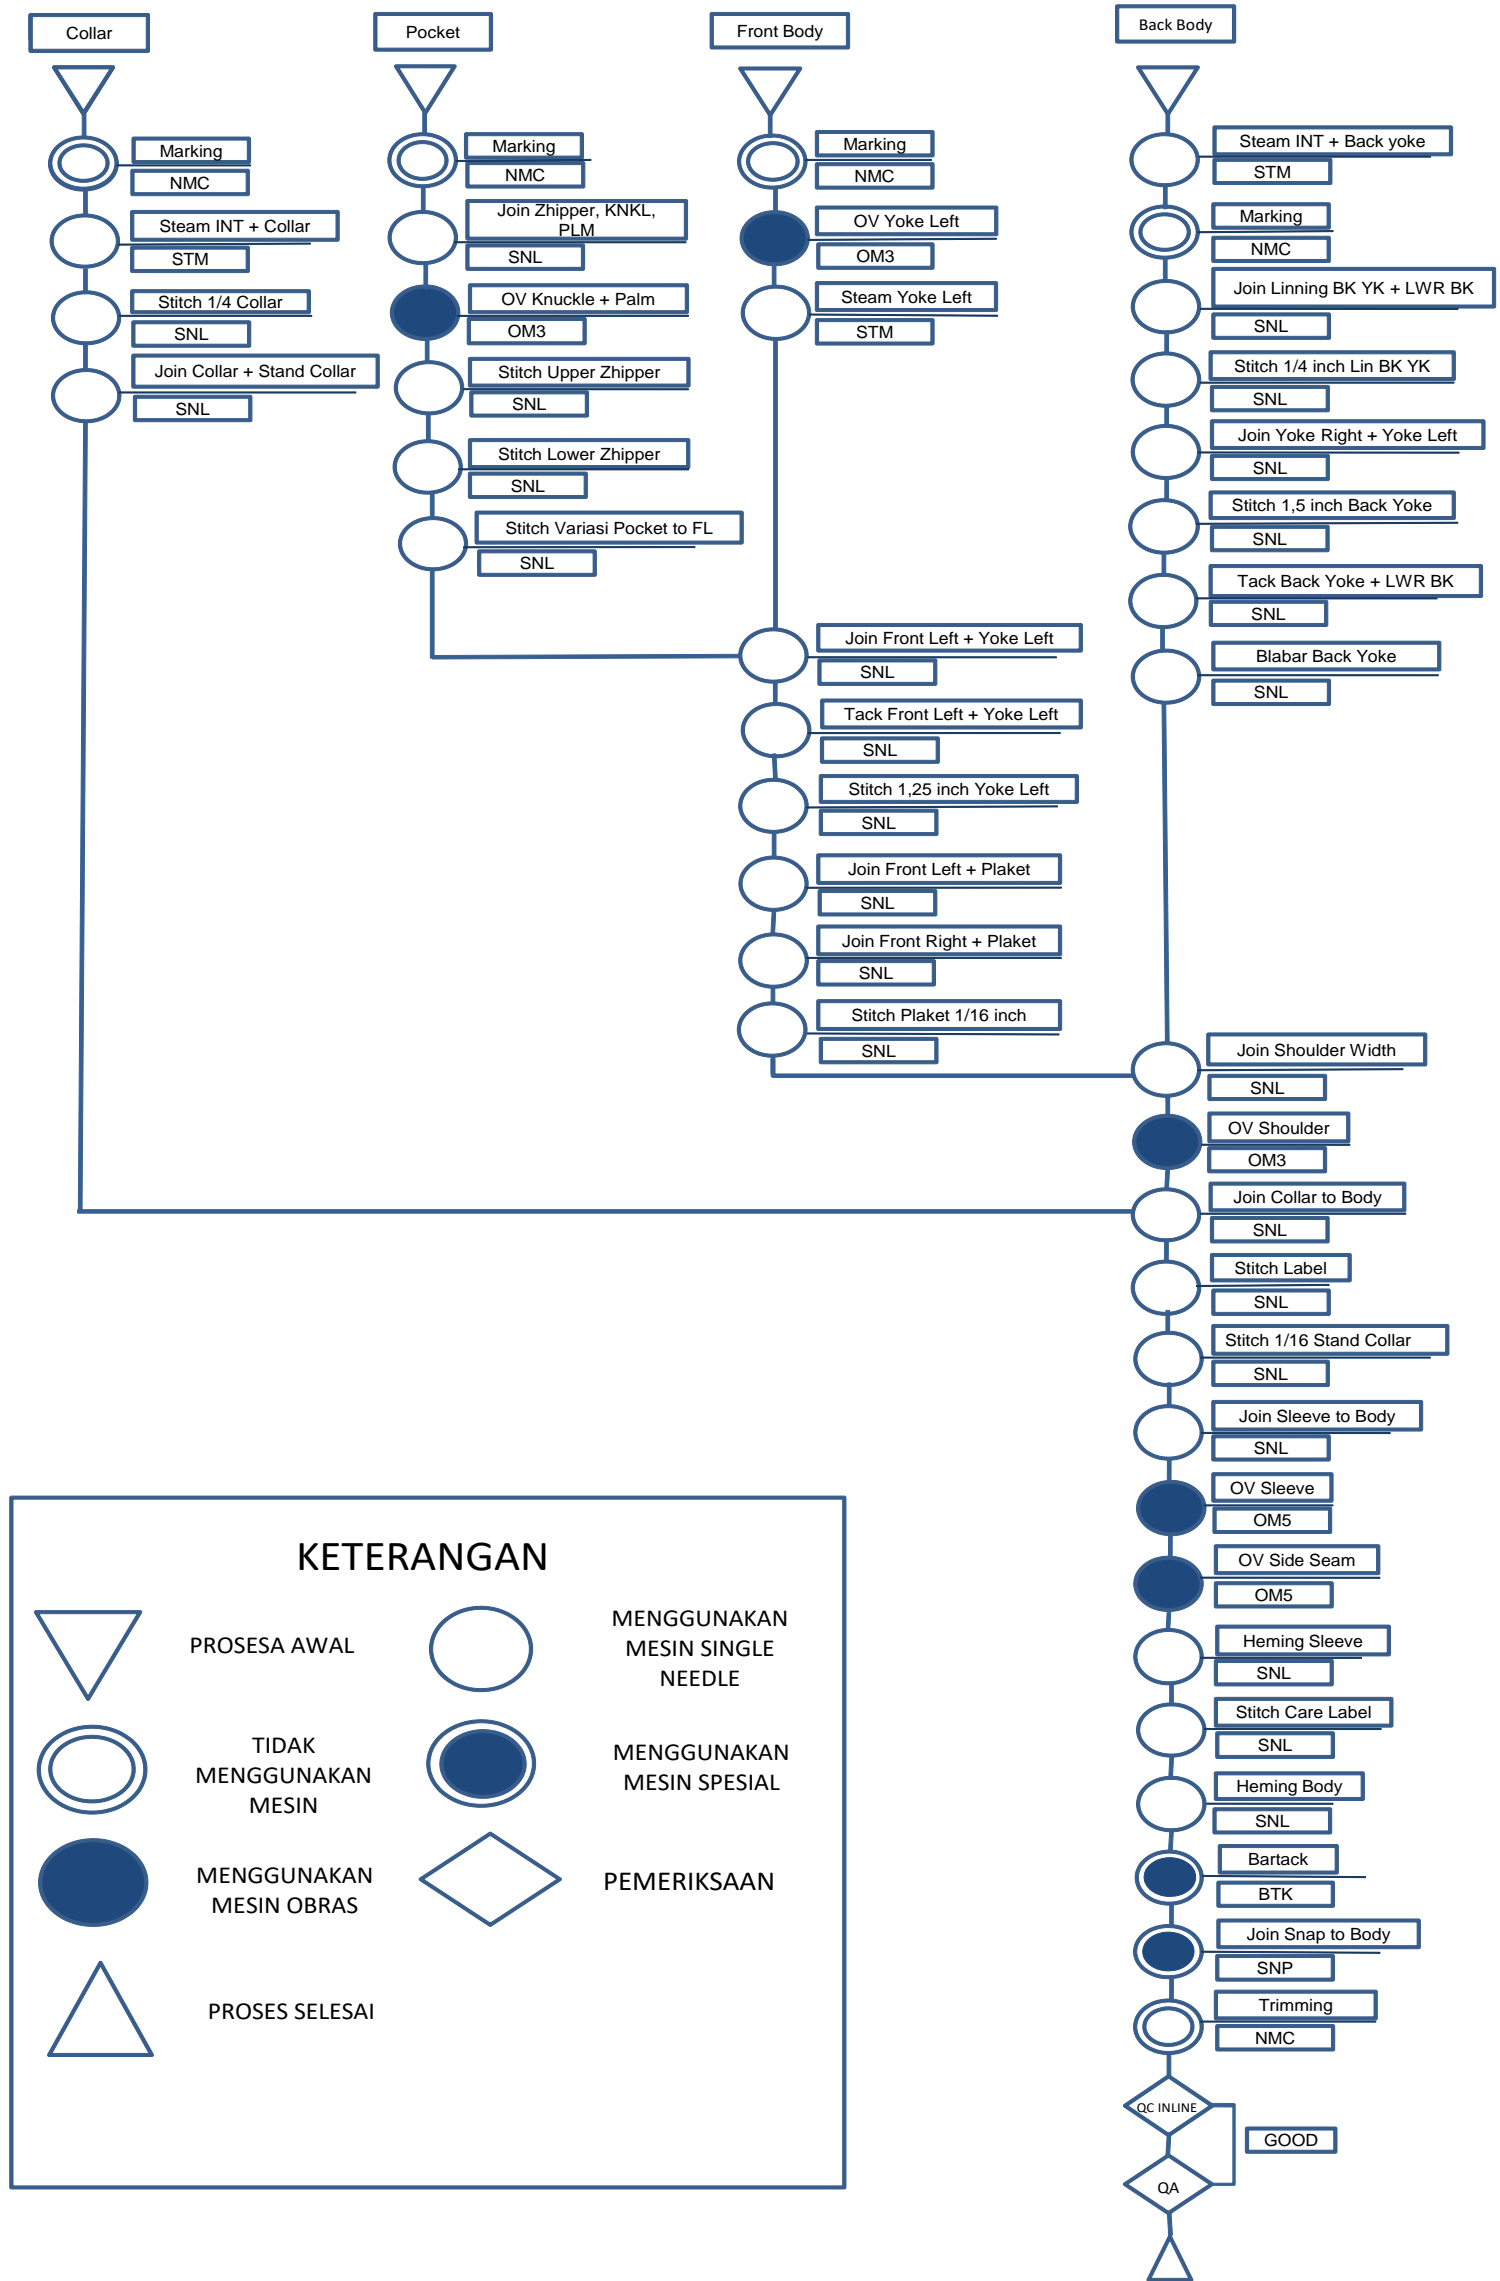 Collar
Pocket
Front Body
Back Body
Marking
NMC
Steam INT + Collar
STM
Stitch 1/4 Collar
SNL
Join Collar + Stand Collar
SNL
Marking
NMC
Join Zhipper, KNKL,
PLM
SNL
OV Knuckle + Palm
OM3
Stitch Upper Zhipper
SNL
Stitch Lower Zhipper
SNL
Stitch Variasi Pocket to FL
SNL
Marking
NMC
OV Yoke Left
OM3
Steam Yoke Left
STM
Join Front Left + Yoke Left
SNL
Tack Front Left + Yoke Left
SNL
Stitch 1,25 inch Yoke Left
SNL
Join Front Left + Plaket
SNL
Join Front Right + Plaket
SNL
Stitch Plaket 1/16 inch
SNL
Steam INT + Back yoke
STM
Marking
NMC
Join Linning BK YK + LWR BK
SNL
Stitch 1/4 inch Lin BK YK
SNL
Join Yoke Right + Yoke Left
SNL
Stitch 1,5 inch Back Yoke
SNL
Tack Back Yoke + LWR BK
SNL
Blabar Back Yoke
SNL
Join Shoulder Width
SNL
OV Shoulder
OM3
Join Collar to Body
SNL
Stitch Label
SNL
Stitch 1/16 Stand Collar
SNL
Join Sleeve to Body
SNL
OV Sleeve
OM5
OV Side Seam
OM5
Heming Sleeve
SNL
Stitch Care Label
SNL
Heming Body
SNL
Bartack
BTK
Join Snap to Body
SNP
Trimming
NMC
QC INLINE
GOOD
QA
KETERANGAN
PROSESA AWAL
MENGGUNAKAN
MESIN SINGLE
NEEDLE
TIDAK
MENGGUNAKAN
MESIN
MENGGUNAKAN
MESIN SPESIAL
MENGGUNAKAN
MESIN OBRAS
PEMERIKSAAN
PROSES SELESAI